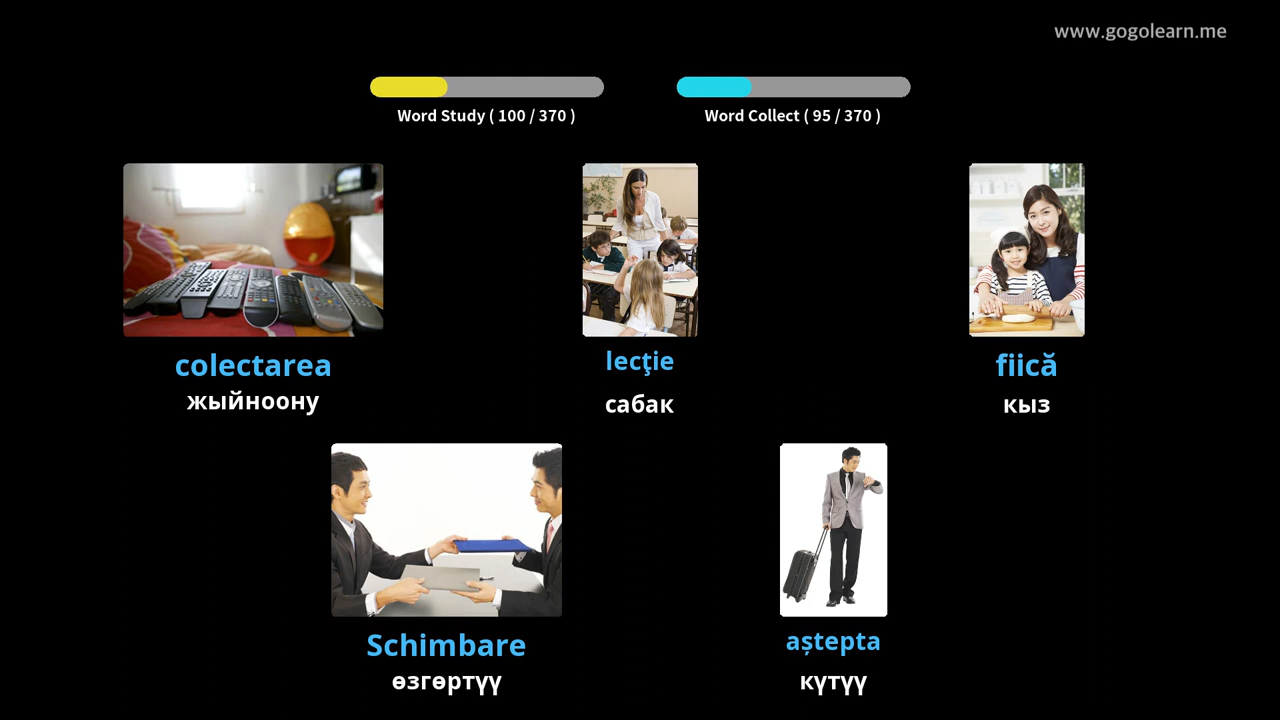 www.gogolearn.me
Word Study ( 100 / 370 )
Word Collect ( 95 / 370 )
colectarea
жыйноону
lecţie
сабак
fiică
кыз
Schimbare
өзгөртүү
aștepta
күтүү